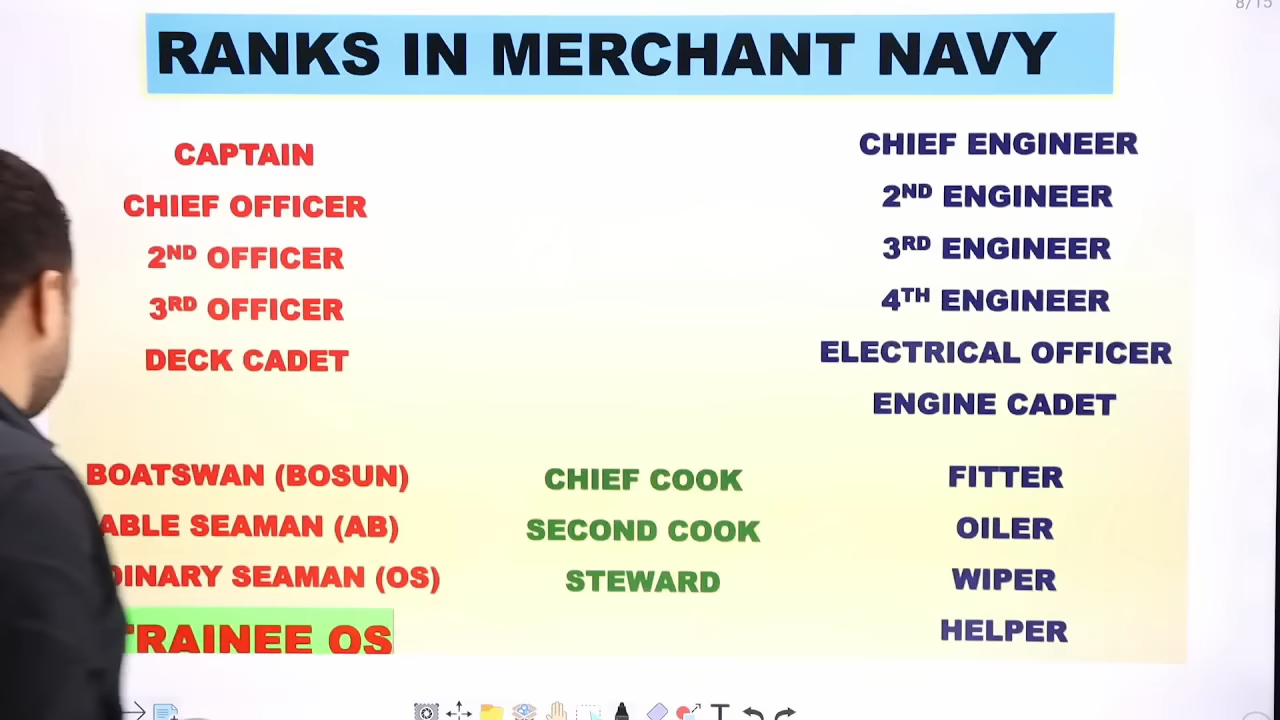 8/15
RANKS IN MERCHANT NAVY
CAPTAIN
CHIEF OFFICER
2ND OFFICER
3RD OFFICER
DECK CADET
CHIEF ENGINEER
2ND ENGINEER
3RD ENGINEER
4TH ENGINEER
ELECTRICAL OFFICER
ENGINE CADET
BOATSWAN (BOSUN)
ABLE SEAMAN (AB)
DINARY SEAMAN (OS)
TRAINEE OS
CHIEF COOK
SECOND COOK
STEWARD
FITTER
OILER
WIPER
HELPER
T